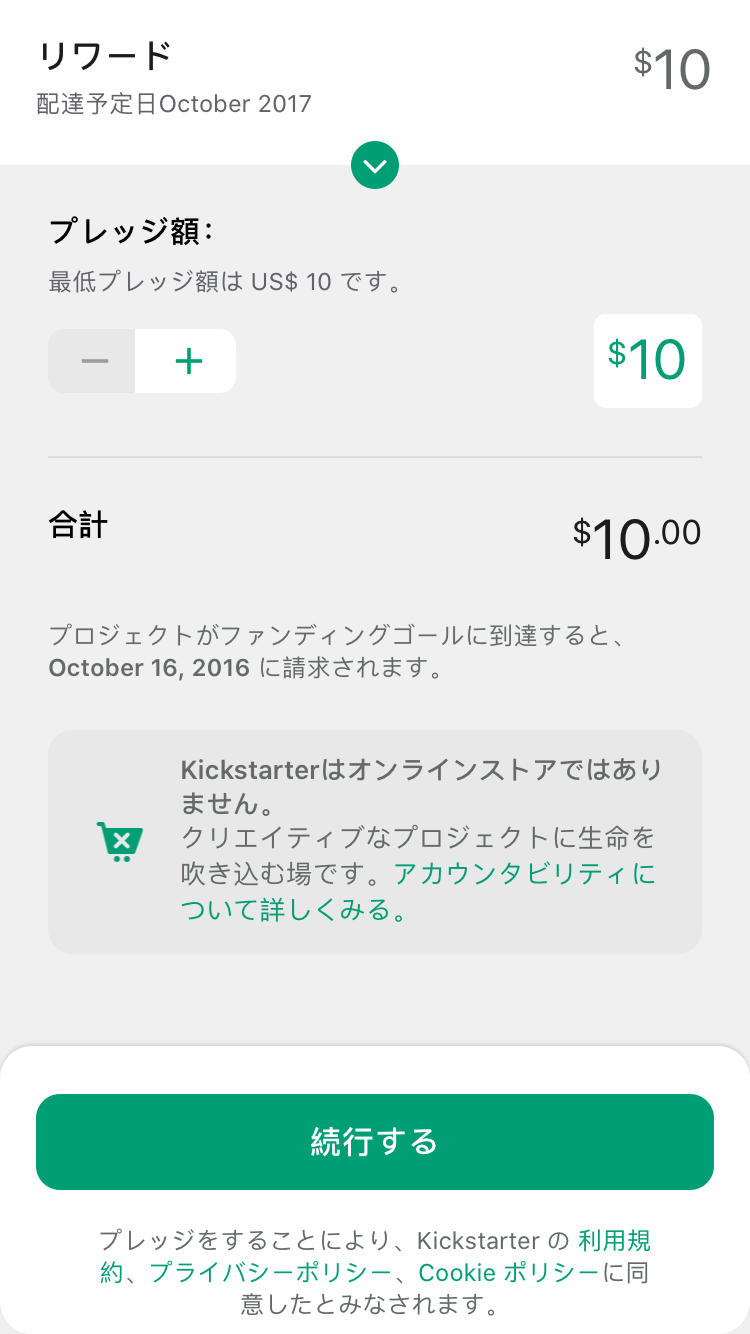 リワード
$10
配達予定日October 2017
プレッジ額:
最低プレッジ額は US$ 10 です。
$10
合計
$10.00
プロジェクトがファンディングゴールに到達すると、
October 16, 2016 に請求されます。
Kickstarterはオンラインストアではあり
ません。
クリエイティブなプロジェクトに生命を
吹き込む場です。アカウンタビリティに
ついて詳しくみる。
続行する
プレッジをすることにより、Kickstarter の 利用規
約、プライバシーポリシー、Cookie ポリシーに同
意したとみなされます。